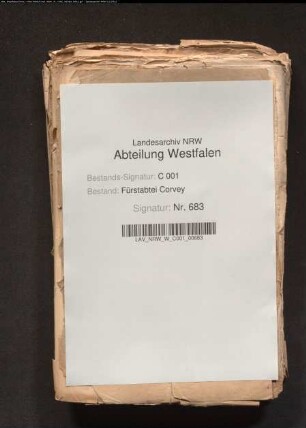 Landesarchiv NRW
Abteilung Westfalen
Bestands-Signatur: C 001
Bestand: Fürstabtei Corvey
Signatur: Nr. 683
LAV_NRW_W_C001_00683